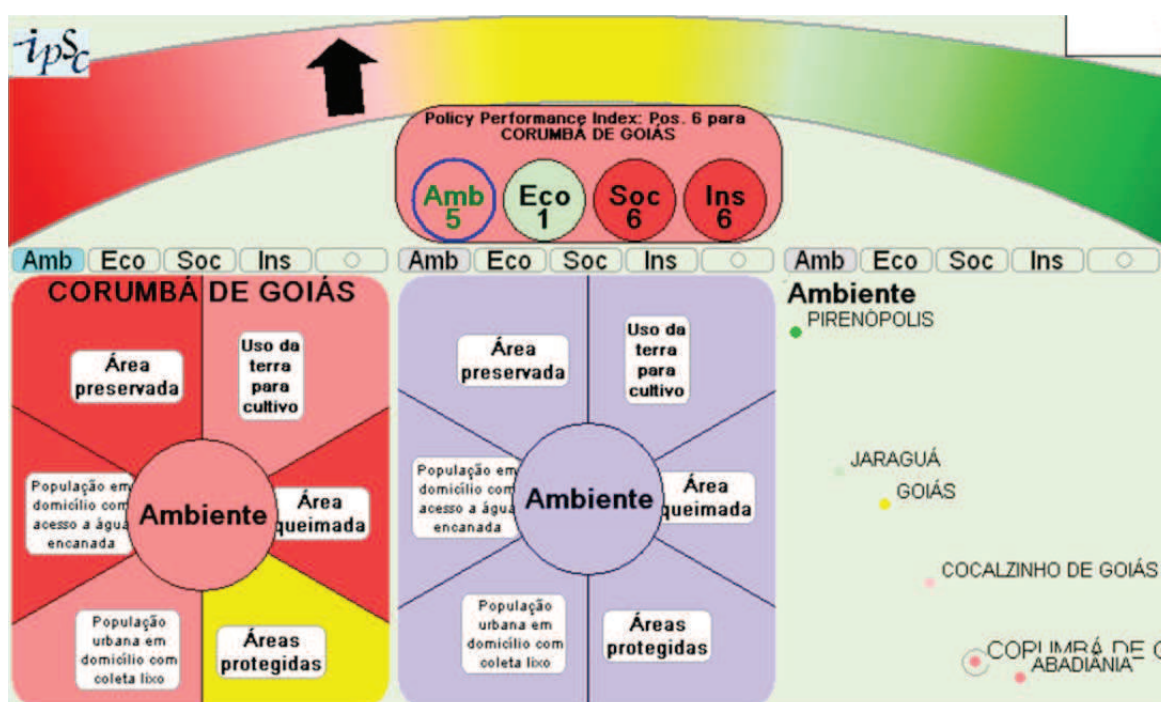 ipsc
Policy Performance Index: Pos. 6 para
CORUMBÁ DE GOIÁS
Amb
5
Eco
1
Soc
6
Ins
6
Amb Eco Soc Ins
Amb Eco Soc Ins
Amb Eco Soc Ins
CORUMBÁ DE GOIÁS
Área
preservada
Uso da
terra
para
cultivo
População em
domicílio com
acesso a água
encanada
Ambiente
Área
queimada
População
urbana em
domicílio com
coleta lixo
Áreas
protegidas
Área
preservada
Uso da
terra
para
cultivo
População em
domicílio com
acesso a água
encanada
Ambiente
Área
queimada
População
urbana em
domicílio com
coleta lixo
Áreas
protegidas
Ambiente
PIRENÓPOLIS
JARAGUÁ
GOIÁS
COCALZINHO DE GOIÁS
CORUMBÁ DE G
ABADIÂNIA